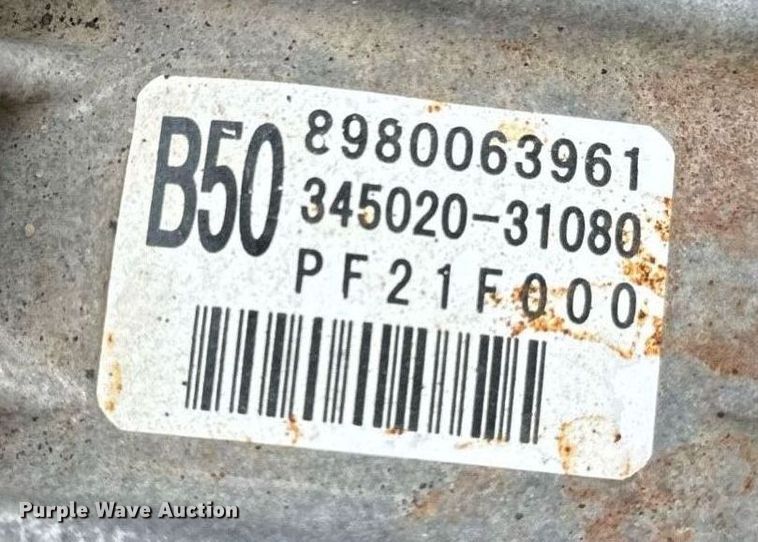 B50
8980063961
345020-31080
PF21F000
Purple Wave Auction